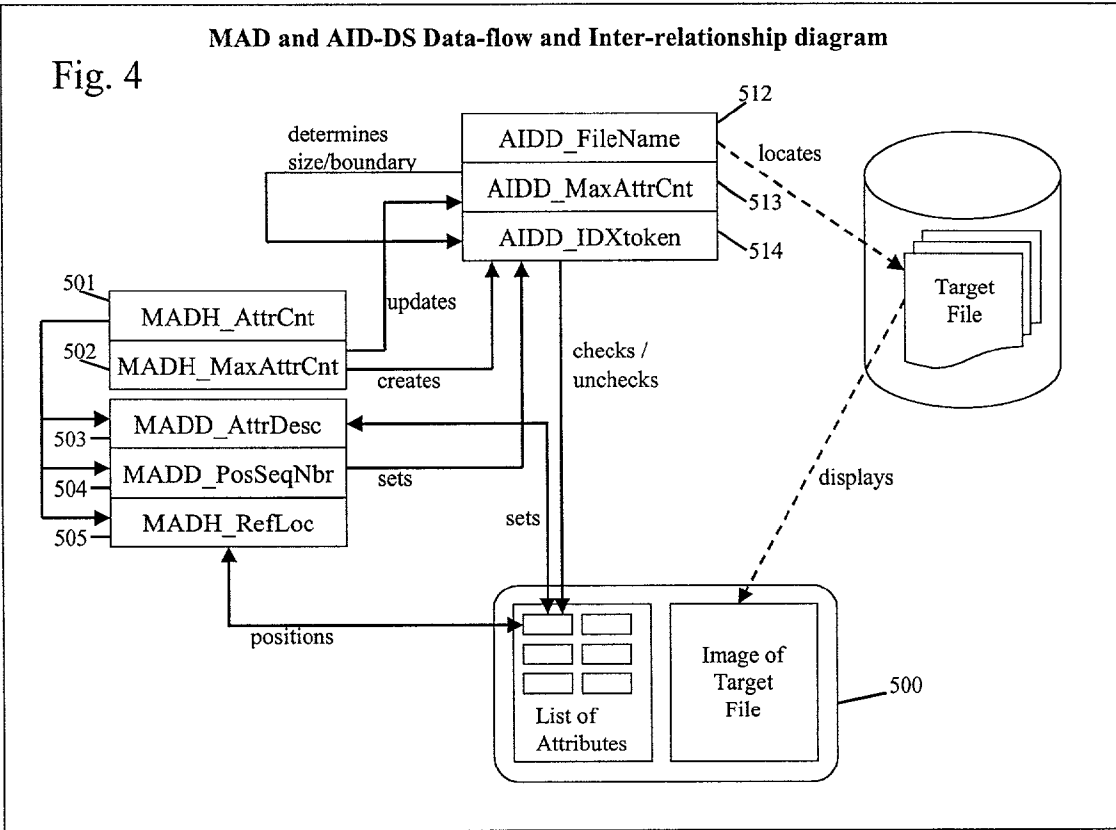 MAD and AID-DS Data-flow and Inter-relationship diagram
Fig. 4
512
determines
size/boundary
AIDD_FileName
locates
AIDD_MaxAttrCnt
513
AIDD_IDXtoken
514
Target
File
501
MADH_AttrCnt
updates
502
MADH_MaxAttrCnt
creates
checks /
unchecks
MADD_AttrDesc
503
MADD_PosSeqNbr
sets
504
displays
MADH_RefLoc
sets
505
positions
Image of
Target
File
500
List of
Attributes